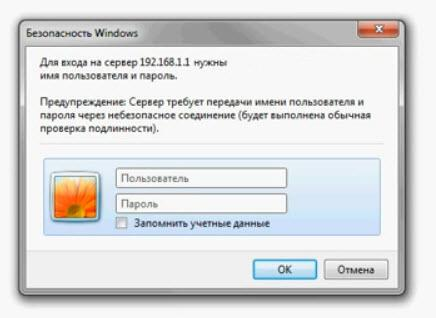 Безопасность Windows
Для входа на сервер 192.168.1.1 нужны
имя пользователя и пароль.
Предупреждение: Сервер требует передачи имени пользователя и
пароля через небезопасное соединение (будет выполнена обычная
проверка подлинности).
Пользователь
Пароль
Запомнить учетные данные
OK
Отмена